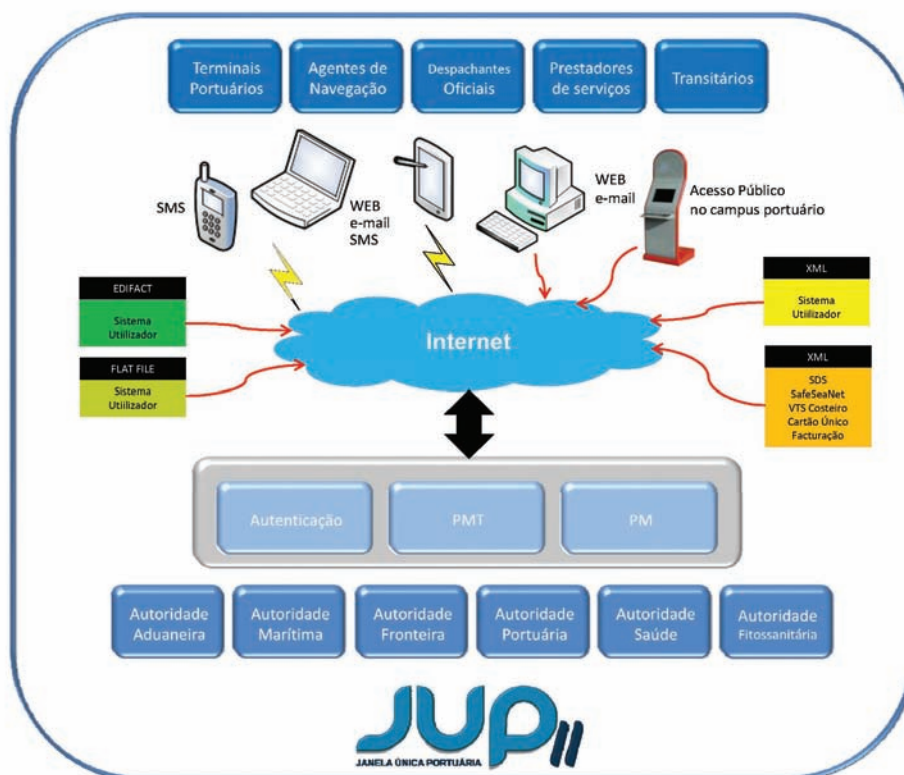 Terminais
Portuários
Agentes de
Navegação
Despachantes
Oficiais
Prestadores
de serviços
Transitários
SMS
WEB
e-mail
SMS
WEB
e-mail
Acesso Público
no campus portuário
EDIFACT
Sistema
Utiilizador
FLAT FILE
Sistema
Utiilizador
Internet
XML
Sistema
Utiilizador
XML
SDS
SafeSeaNet
VTS Costeiro
Cartão Único
Facturação
Autenticação
PMT
PM
Autoridade
Aduaneira
Autoridade
Marítima
Autoridade
Fronteira
Autoridade
Portuária
Autoridade
Saúde
Autoridade
Fitossanitária
JUP II
JANELA ÚNICA PORTUÁRIA